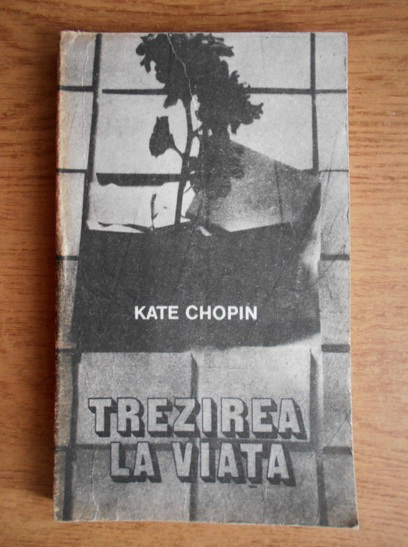 KATE CHOPIN
TREZIREA
LA VIAȚA